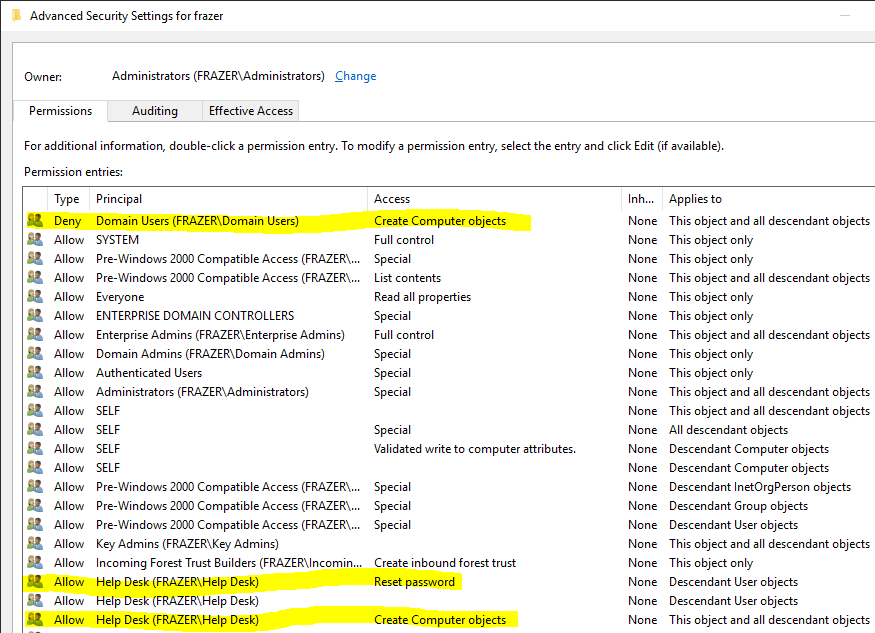 Advanced Security Settings for frazer
Owner: Administrators (FRAZER\Administrators) Change
Permissions Auditing Effective Access
For additional information, double-click a permission entry. To modify a permission entry, select the entry and click Edit (if available).
Permission entries:
Type Principal Access Inh... Applies to
Deny Domain Users (FRAZER\Domain Users) Create Computer objects None This object and all descendant objects
Allow SYSTEM Full control None This object only
Allow Pre-Windows 2000 Compatible Access (FRAZER\... Special None This object only
Allow Pre-Windows 2000 Compatible Access (FRAZER\... List contents None This object and all descendant objects
Allow Everyone Read all properties None This object only
Allow ENTERPRISE DOMAIN CONTROLLERS Special None This object only
Allow Enterprise Admins (FRAZER\Enterprise Admins) Full control None This object and all descendant objects
Allow Domain Admins (FRAZER\Domain Admins) Special None This object only
Allow Authenticated Users Special None This object only
Allow Administrators (FRAZER\Administrators) Special None This object and all descendant objects
Allow SELF None This object and all descendant objects
Allow SELF Special None All descendant objects
Allow SELF Validated write to computer attributes. None Descendant Computer objects
Allow SELF None Descendant Computer objects
Allow Pre-Windows 2000 Compatible Access (FRAZER\... Special None Descendant InetOrgPerson objects
Allow Pre-Windows 2000 Compatible Access (FRAZER\... Special None Descendant Group objects
Allow Pre-Windows 2000 Compatible Access (FRAZER\... Special None Descendant User objects
Allow Key Admins (FRAZER\Key Admins) None This object and all descendant objects
Allow Incoming Forest Trust Builders (FRAZER\Incomin... Create inbound forest trust None This object only
Allow Help Desk (FRAZER\Help Desk) Reset password None Descendant User objects
Allow Help Desk (FRAZER\Help Desk) None Descendant User objects
Allow Help Desk (FRAZER\Help Desk) Create Computer objects None This object and all descendant objects